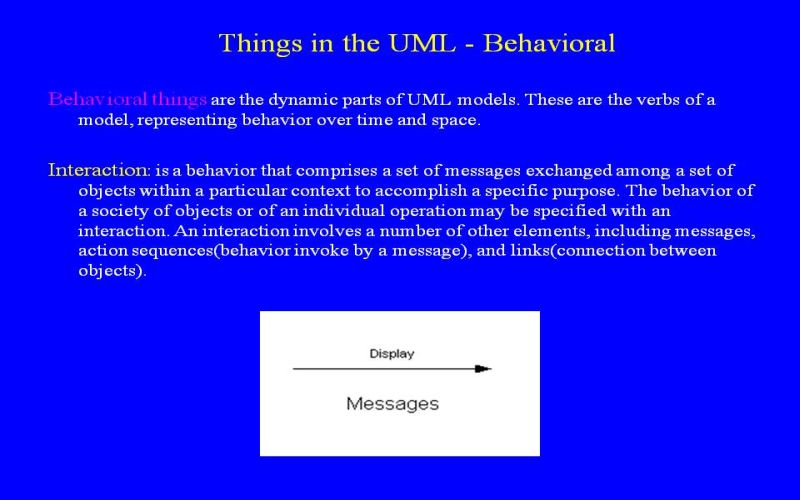 Things in the UML - Behavioral
Behavioral things are the dynamic parts of UML models. These are the verbs of a
model, representing behavior over time and space.
Interaction: is a behavior that comprises a set of messages exchanged among a set of
objects within a particular context to accomplish a specific purpose. The behavior of
a society of objects or of an individual operation may be specified with an
interaction. An interaction involves a number of other elements, including messages,
action sequences(behavior invoke by a message), and links(connection between
objects).
Display
Messages